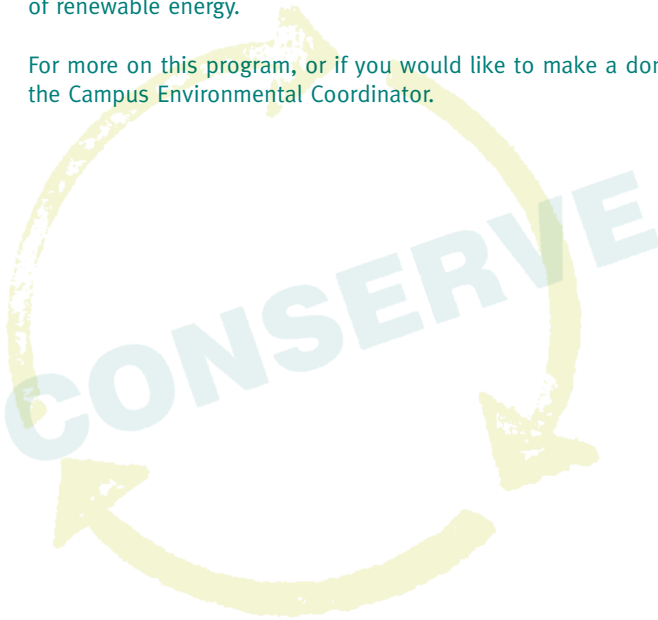 of renewable energy.
For more on this program, or if you would like to make a don
the Campus Environmental Coordinator.
CONSERVE